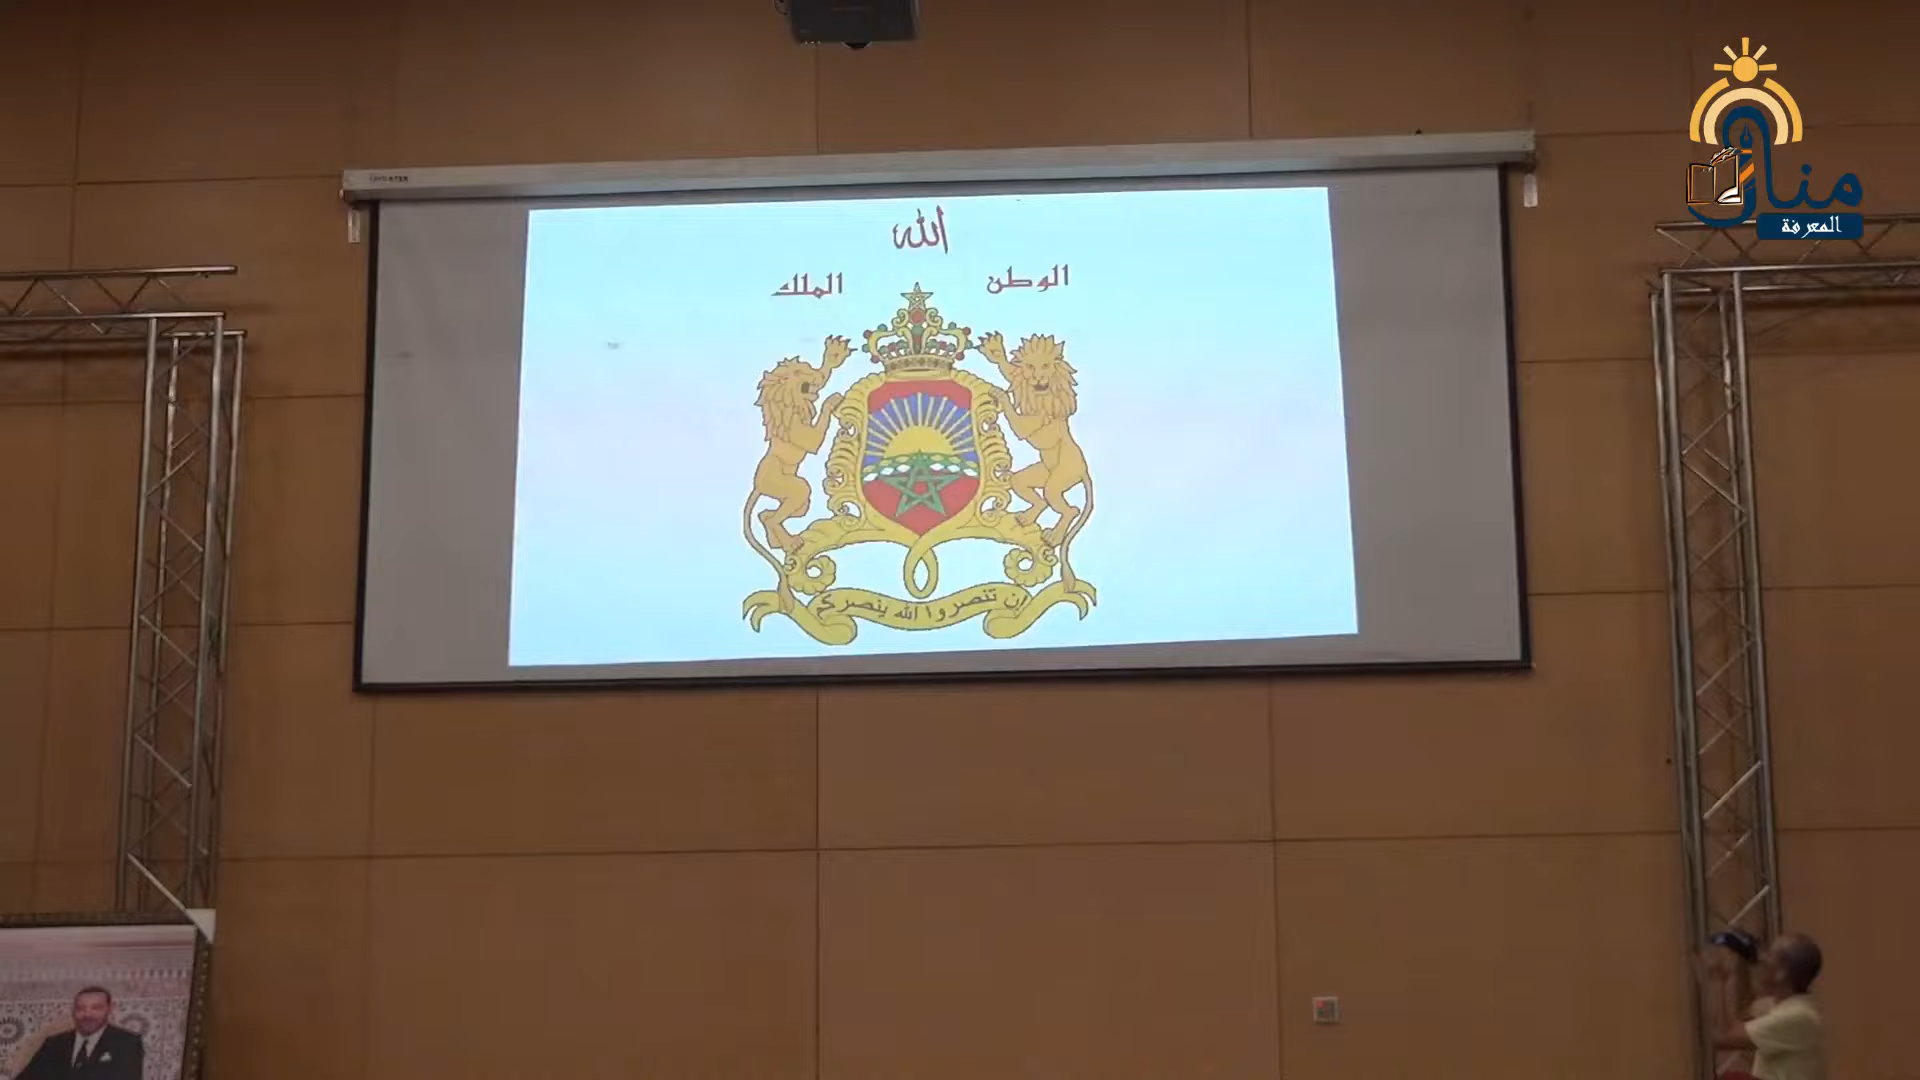 الله
الوطن الملك
إن تنصروا الله ينصركم
منار
المعرفة